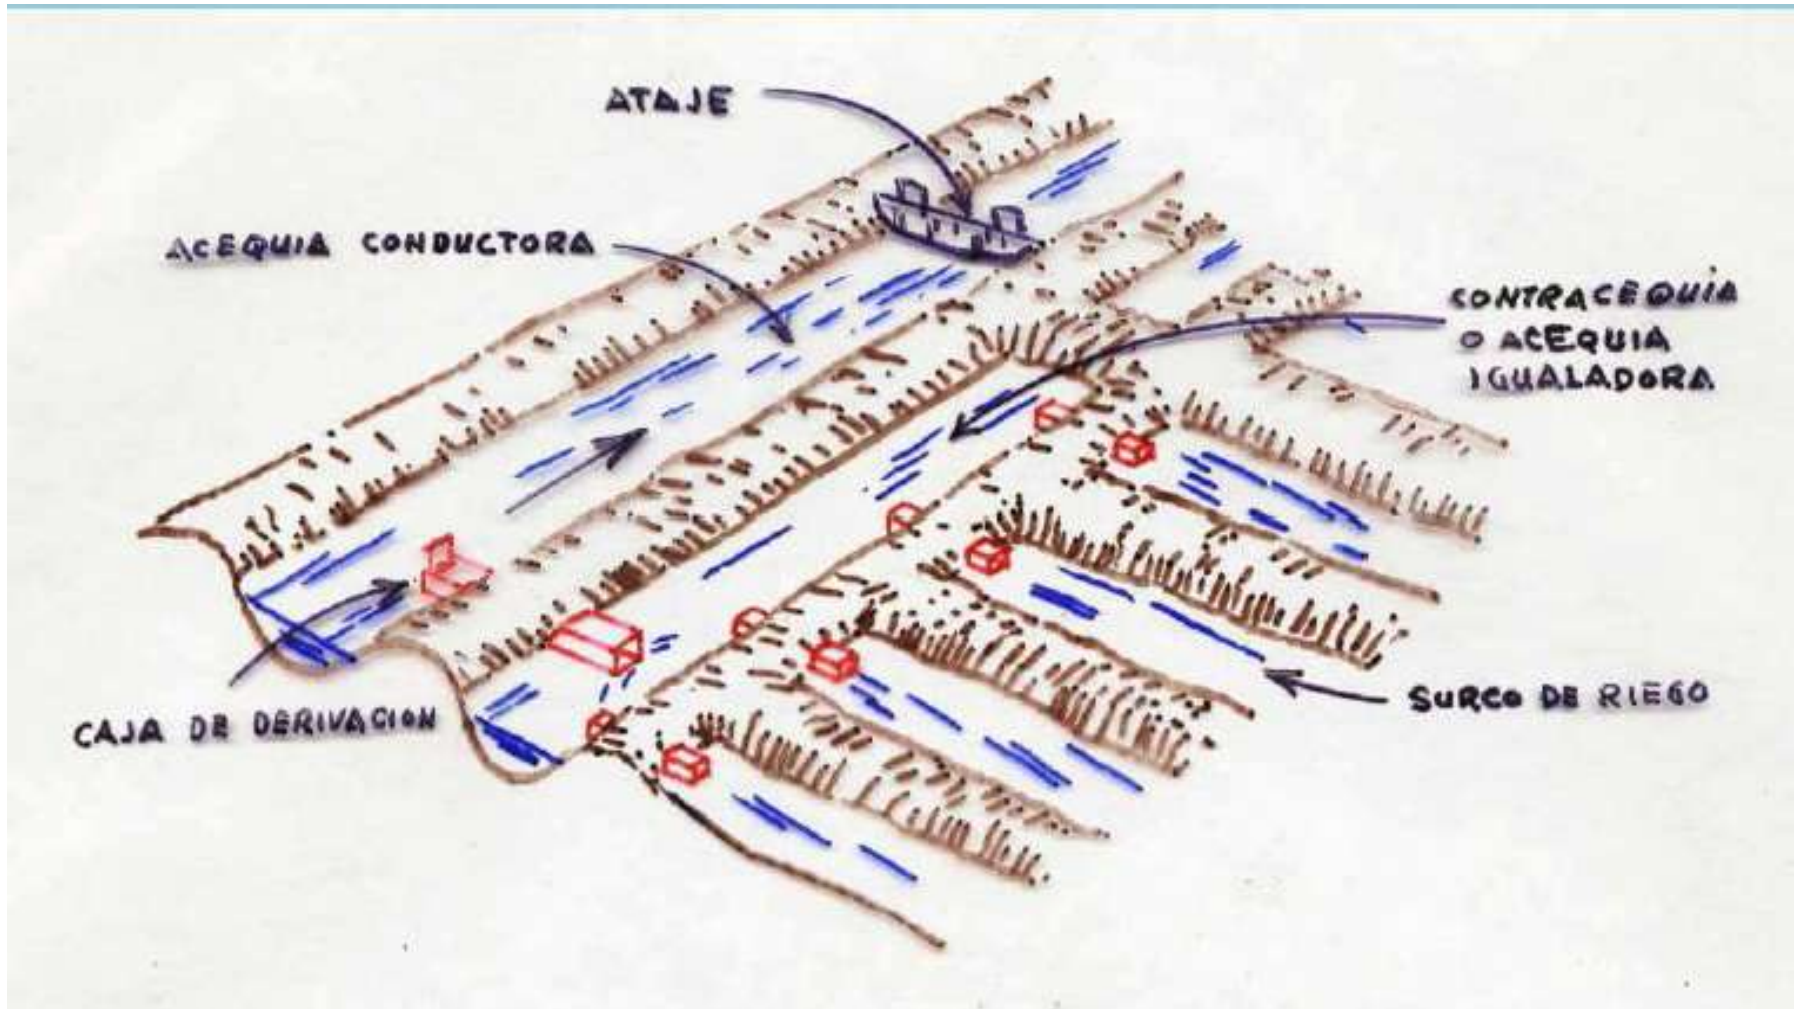 ATAJE
ACEQUIA CONDUCTORA
CONTRACEQUIA
O ACEQUIA
IGUALADORA
SURCO DE RIEGO
CAJA DE DERIVACION